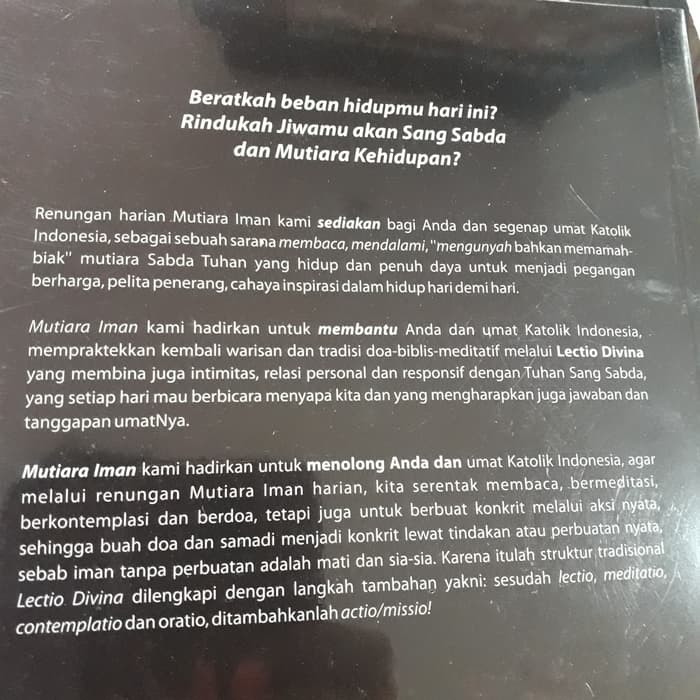 Beratkah beban hidupmu hari ini?
Rindukah Jiwamu akan Sang Sabda
dan Mutiara Kehidupan?
Renungan harian Mutiara Iman kami sediakan bagi Anda dan segenap umat Katolik
Indonesia, sebagai sebuah sarana membaca, mendalami, "mengunyah bahkan memamah-
biak" mutiara Sabda Tuhan yang hidup dan penuh daya untuk menjadi pegangan
berharga, pelita penerang, cahaya inspirasi dalam hidup hari demi hari.
Mutiara Iman kami hadirkan untuk membantu Anda dan umat Katolik Indonesia,
mempraktekkan kembali warisan dan tradisi doa-biblis-meditatif melalui Lectio Divina
yang membina juga intimitas, relasi personal dan responsif dengan Tuhan Sang Sabda,
yang setiap hari mau berbicara menyapa kita dan yang mengharapkan juga jawaban dan
tanggapan umatNya.
Mutiara Iman kami hadirkan untuk menolong Anda dan umat Katolik Indonesia, agar
melalui renungan Mutiara Iman harian, kita serentak membaca, bermeditasi,
berkontemplasi dan berdoa, tetapi juga untuk berbuat konkrit melalui aksi nyata,
sehingga buah doa dan samadi menjadi konkrit lewat tindakan atau perbuatan nyata,
sebab iman tanpa perbuatan adalah mati dan sia-sia. Karena itulah struktur tradisional
Lectio Divina dilengkapi dengan langkah tambahan yakni: sesudah lectio, meditatio,
contemplatio dan oratio, ditambahkanlah actio/missio!